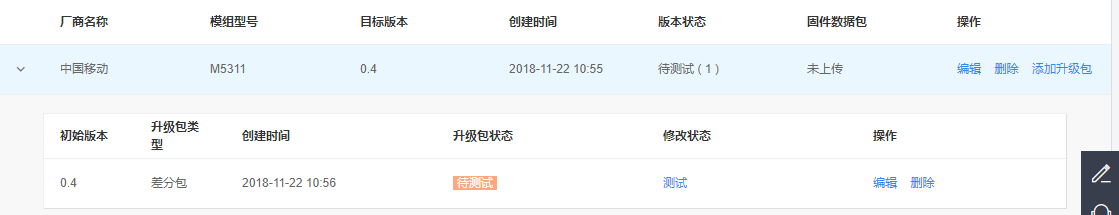 厂商名称 模组型号 目标版本 创建时间 版本状态 固件数据包 操作
中国移动 M5311 0.4 2018-11-22 10:55 待测试 ( 1 ) 未上传 编辑 删除 添加升级包
初始版本 升级包类型 创建时间 升级包状态 修改状态 操作
0.4 差分包 2018-11-22 10:56 待测试 测试 编辑 删除